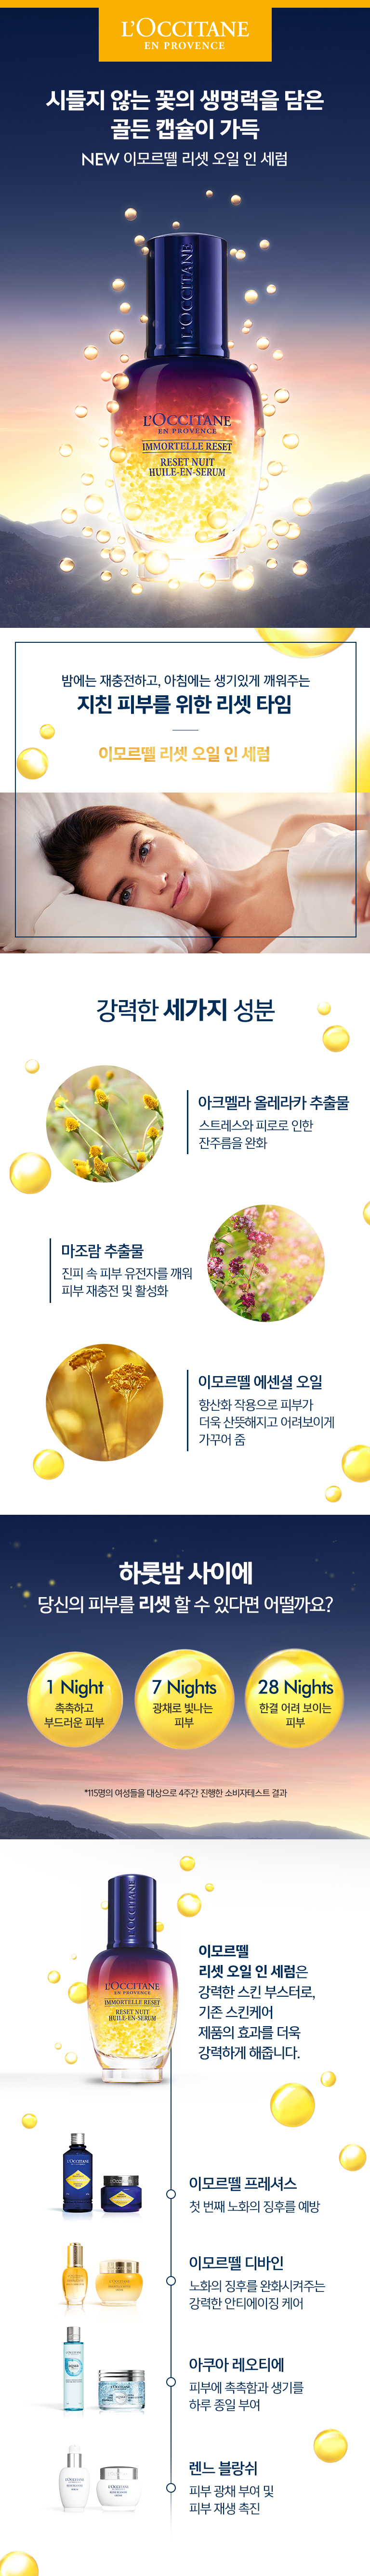 L'OCCITANE
EN PROVENCE
시들지 않는 꽃의 생명력을 담은
골든 캡슐이 가득
NEW 이모르뗄 리셋 오일 인 세럼
L'OCCITANE
L'OCCITANE
EN PROVENCE
IMMORTELLE RESET
RESET NUIT
HUILE-EN-SERUM
밤에는 재충전하고, 아침에는 생기있게 깨워주는
지친 피부를 위한 리셋 타임
이모르뗄 리셋 오일 인 세럼
강력한 세가지 성분
아크멜라 올레라카 추출물
스트레스와 피로로 인한
잔주름을 완화
마조람 추출물
진피 속 피부 유전자를 깨워
피부 재충전 및 활성화
이모르뗄 에센셜 오일
항산화 작용으로 피부가
더욱 산뜻해지고 어려보이게
가꾸어 줌
하룻밤 사이에
당신의 피부를 리셋 할 수 있다면 어떨까요?
1 Night
촉촉하고
부드러운 피부
7 Nights
광채로 빛나는
피부
28 Nights
한결 어려 보이는
피부
*115명의 여성들을 대상으로 4주간 진행한 소비자테스트 결과
L'OCCITANE
L'OCCITANE
EN PROVENCE
IMMORTELLE RESET
RESET NUIT
HUILE-EN-SERUM
이모르뗄
리셋 오일 인 세럼은
강력한 스킨 부스터로,
기존 스킨케어
제품의 효과를 더욱
강력하게 해줍니다.
이모르뗄 프레셔스
첫 번째 노화의 징후를 예방
이모르뗄 디바인
노화의 징후를 완화시켜주는
강력한 안티에이징 케어
아쿠아 레오티에
피부에 촉촉함과 생기를
하루 종일 부여
렌느 블랑쉬
피부 광채 부여 및
피부 재생 촉진